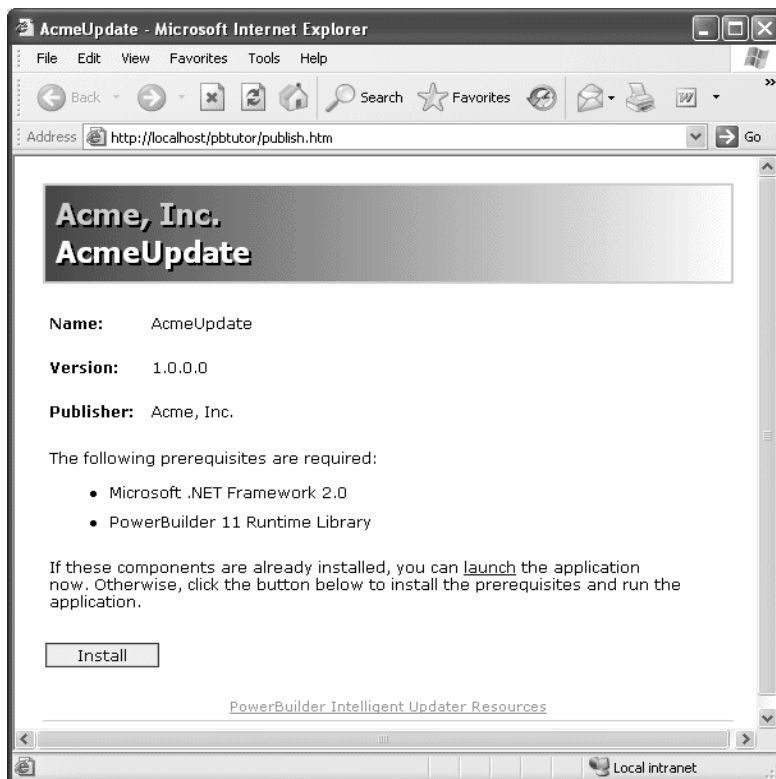 AcmeUpdate - Microsoft Internet Explorer
File Edit View Favorites Tools Help
Back Search Favorites W »
Address http://localhost/pbtutor/publish.htm Go
Acme, Inc.
AcmeUpdate
Name: AcmeUpdate
Version: 1.0.0.0
Publisher: Acme, Inc.
The following prerequisites are required:
• Microsoft .NET Framework 2.0
• PowerBuilder 11 Runtime Library
If these components are already installed, you can launch the application
now. Otherwise, click the button below to install the prerequisites and run the
application.
Install
PowerBuilder Intelligent Updater Resources
Local intranet